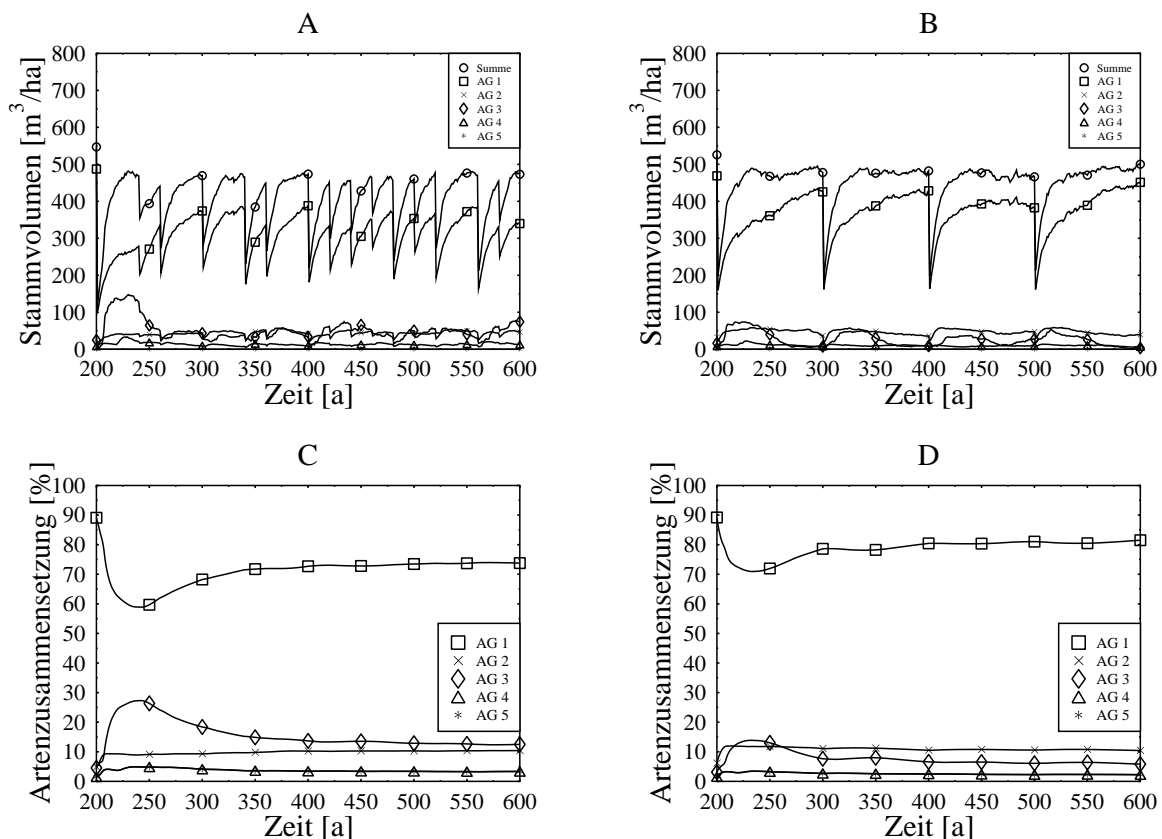 A
Stammvolumen [m³/ha]
800
700
600
500
400
300
200
100
0
Summe
AG 1
AG 2
AG 3
AG 4
AG 5
200 250 300 350 400 450 500 550 600
Zeit [a]
B
Stammvolumen [m³/ha]
800
700
600
500
400
300
200
100
0
Summe
AG 1
AG 2
AG 3
AG 4
AG 5
200 250 300 350 400 450 500 550 600
Zeit [a]
C
Artenzusammensetzung [%]
100
90
80
70
60
50
40
30
20
10
0
AG 1
AG 2
AG 3
AG 4
AG 5
200 250 300 350 400 450 500 550 600
Zeit [a]
D
Artenzusammensetzung [%]
100
90
80
70
60
50
40
30
20
10
0
AG 1
AG 2
AG 3
AG 4
AG 5
200 250 300 350 400 450 500 550 600
Zeit [a]